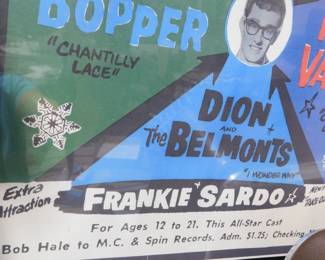 BOPPER
"CHANTILLY
LACE"
VA
DION
AND
The BELMONTS
"I WONDER WHY"
Extra
Attraction
FRANKIE SARDO
For Ages 12 to 21. This All-Star Cast
Bob Hale to M.C. & Spin Records. Adm. $1.25; Checking